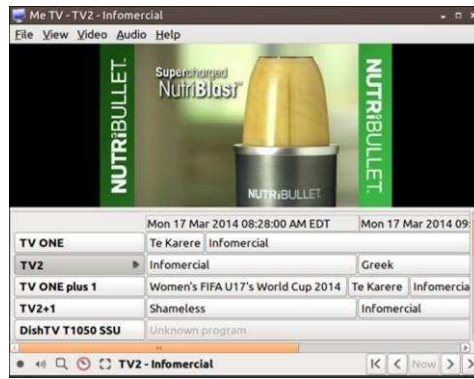 Me TV - TV2 - Infomercial
File View Video Audio Help
NUTRIBULLET
Supercharged
NutriBlast™
NUTRIBULLET
NUTRIBULLET
Mon 17 Mar 2014 08:28:00 AM EDT Mon 17 Mar 2014 09:
TV ONE Te Karere Infomercial
TV2 Infomercial Greek
TV ONE plus 1 Women's FIFA U17's World Cup 2014 Te Karere Infomercia
TV2+1 Shameless Infomercial
DishTV T1050 SSU Unknown program
TV2 - Infomercial Now